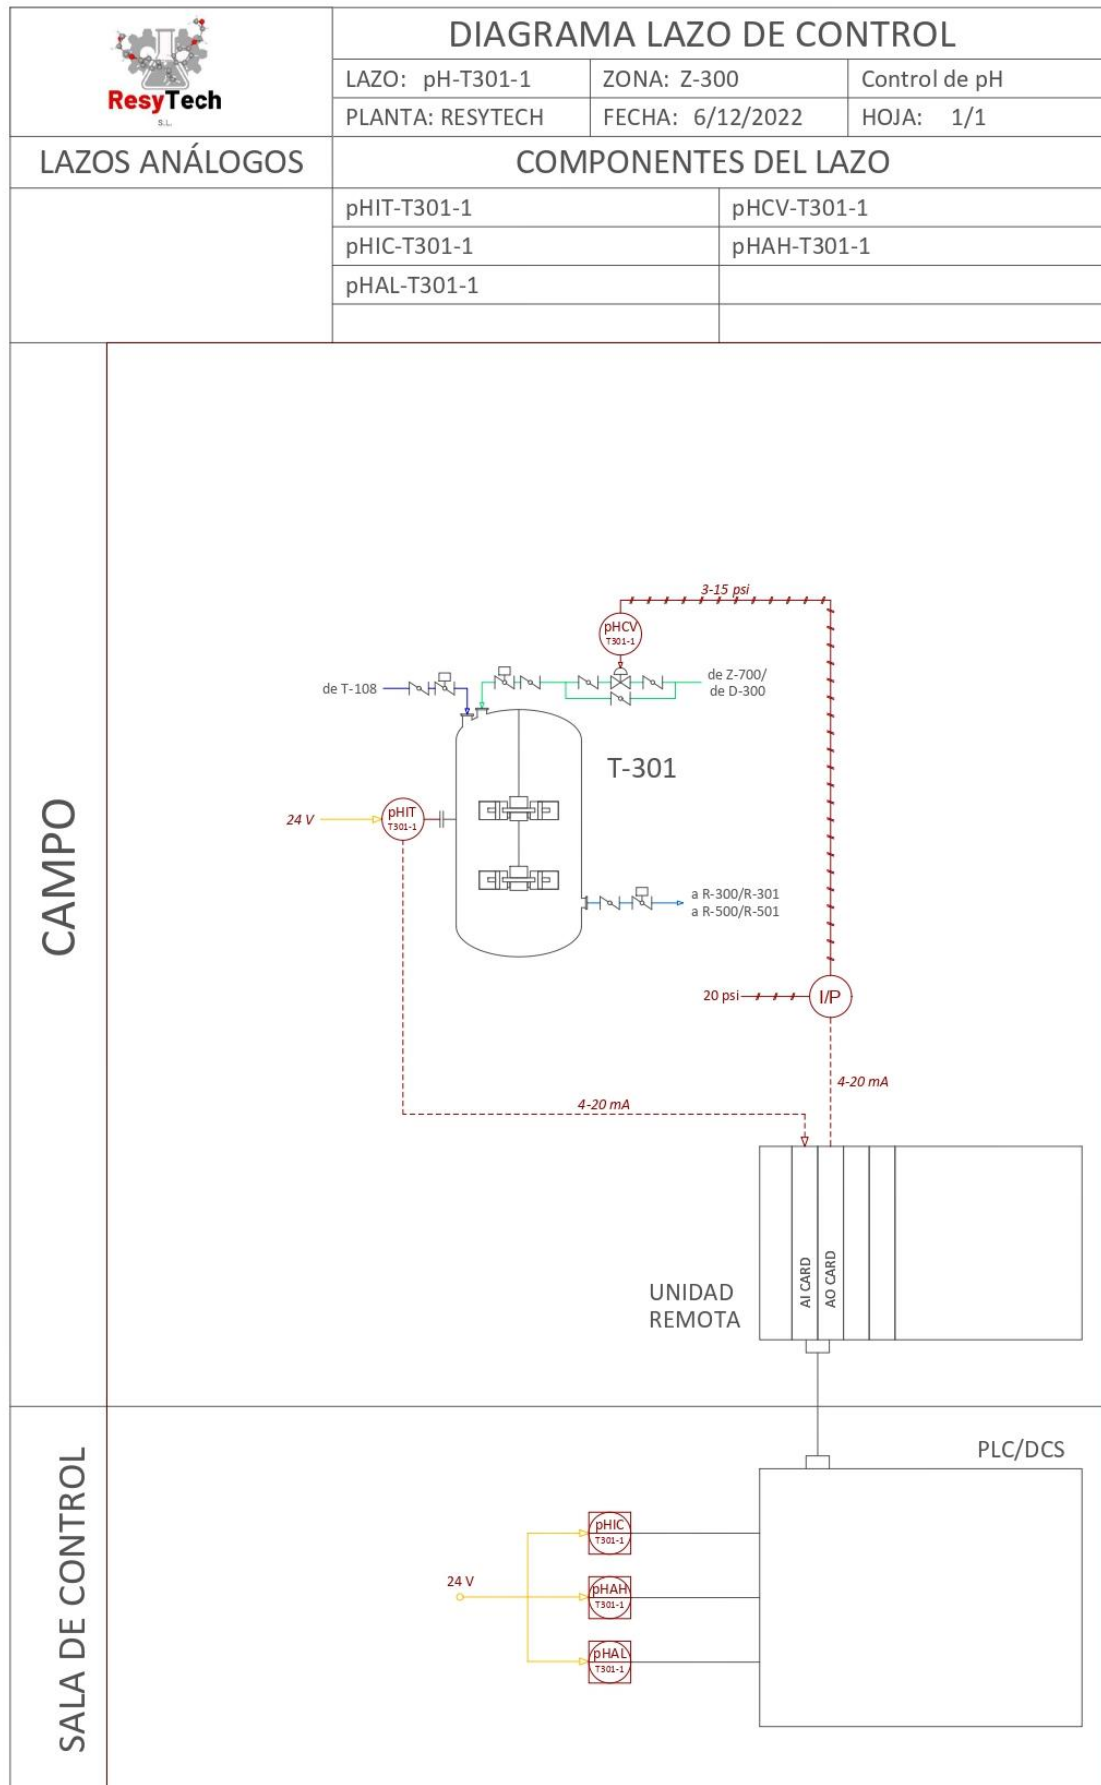 DIAGRAMA LAZO DE CONTROL
ResyTech
S.L.
LAZO: pH-T301-1
ZONA: Z-300
Control de pH
PLANTA: RESYTECH
FECHA: 6/12/2022
HOJA: 1/1
LAZOS ANÁLOGOS
COMPONENTES DEL LAZO
pHIT-T301-1
pHCV-T301-1
pHIC-T301-1
pHAH-T301-1
pHAL-T301-1
CAMPO
3-15 psi
pHCV
T301-1
de T-108
de Z-700/
de D-300
T-301
24 V
pHIT
T301-1
a R-300/R-301
a R-500/R-501
20 psi
I/P
4-20 mA
4-20 mA
AI CARD
AO CARD
UNIDAD
REMOTA
SALA DE CONTROL
PLC/DCS
pHIC
T301-1
24 V
pHAH
T301-1
pHAL
T301-1